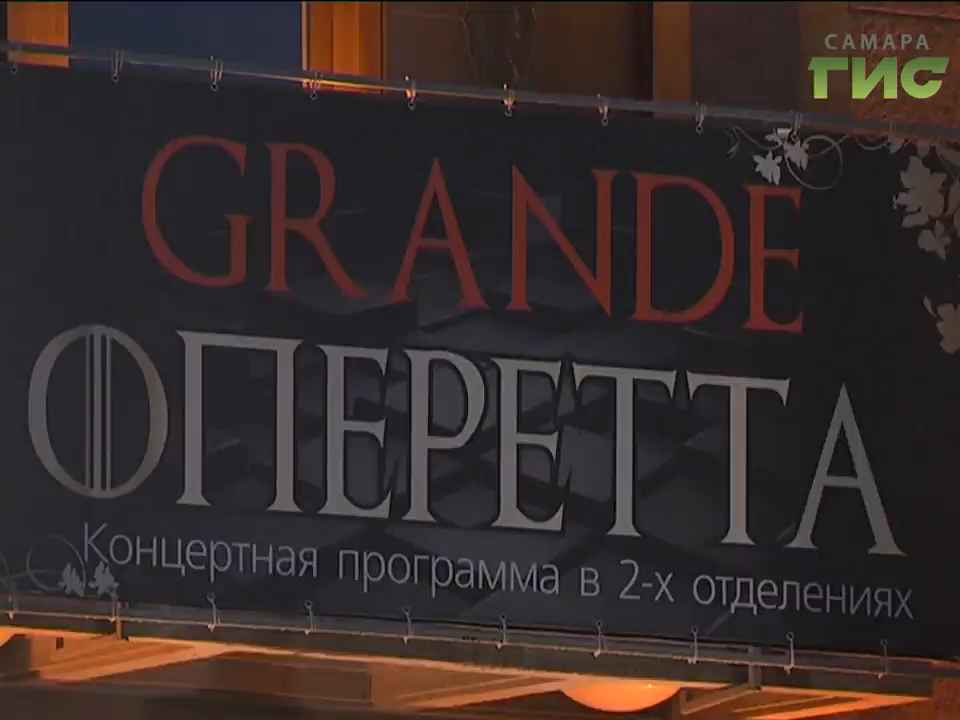 САМАРА
ГИС
GRANDE
ОПЕРЕТТА
Концертная программа в 2-х отделениях